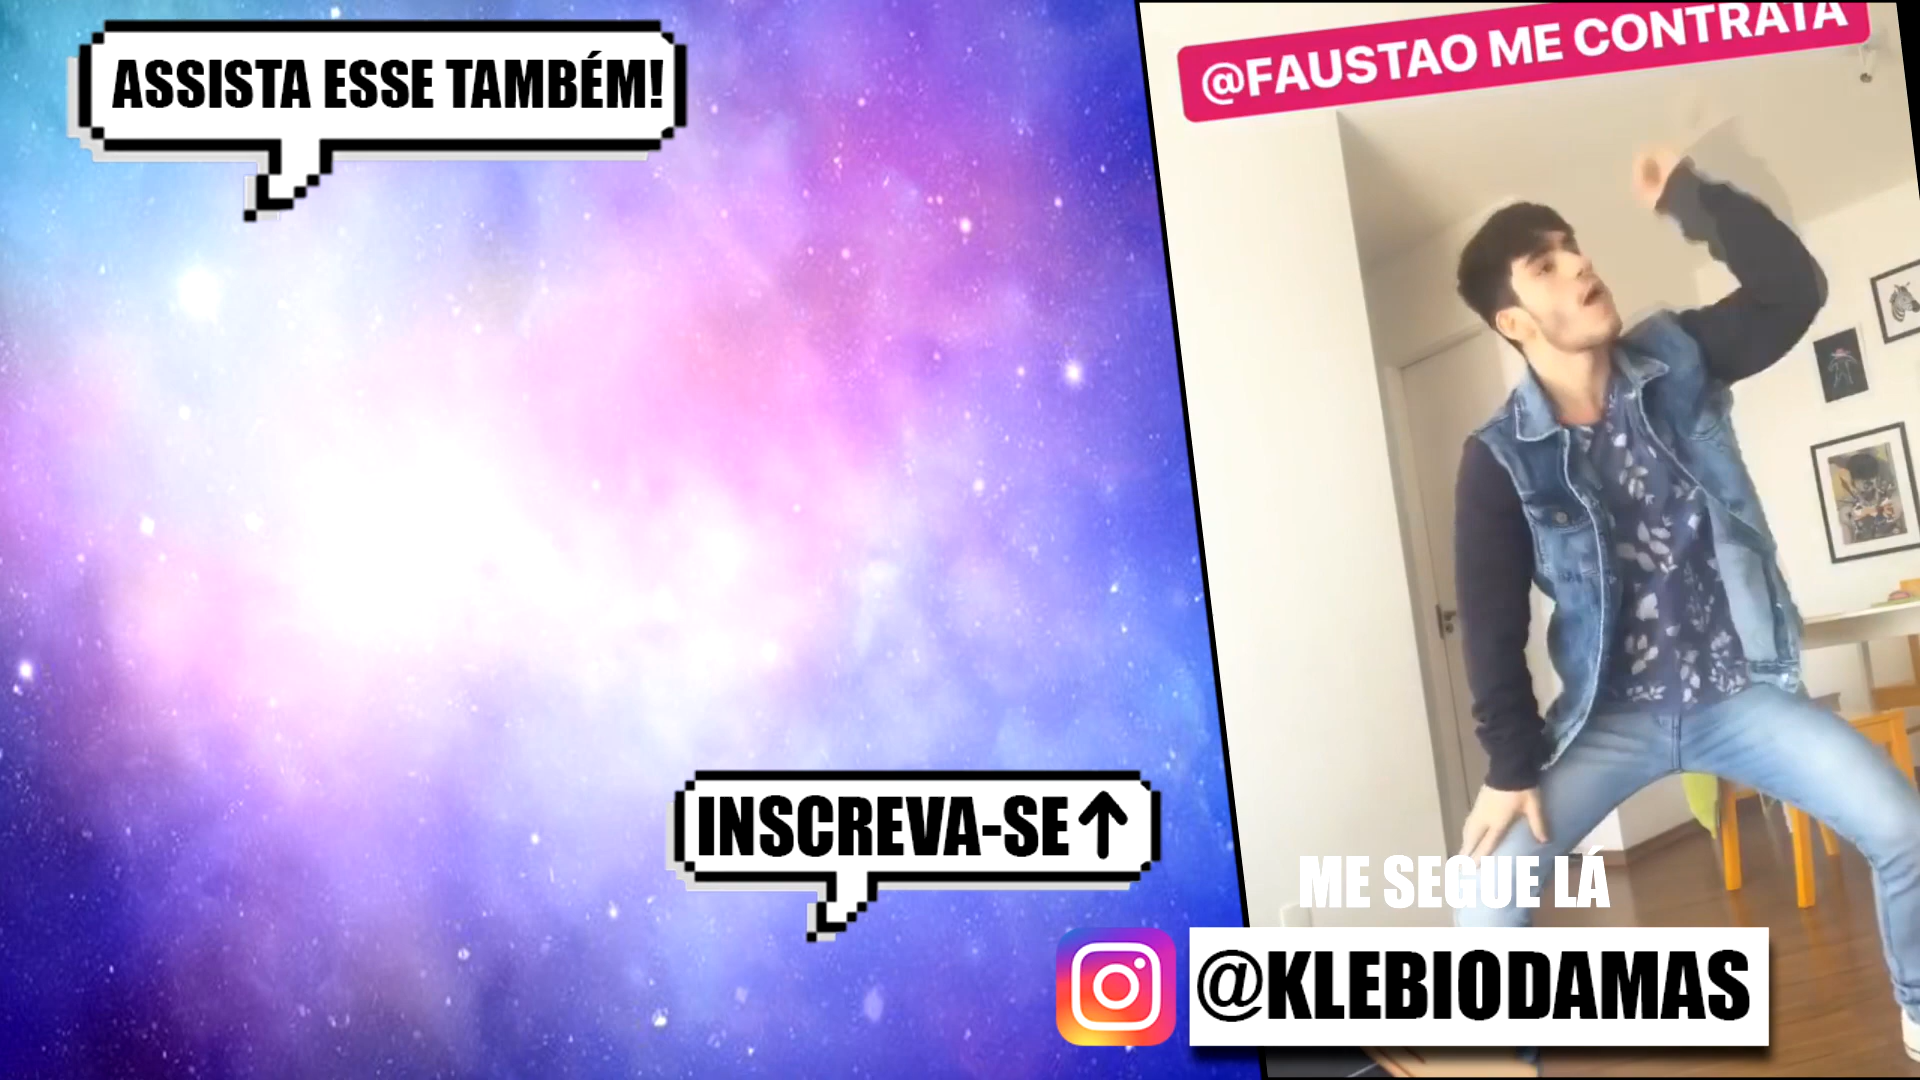 ASSISTA ESSE TAMBÉM!
@FAUSTAO ME CONTRATA
INSCREVA-SE↑
ME SEGUE LÁ
@KLEBIODAMAS